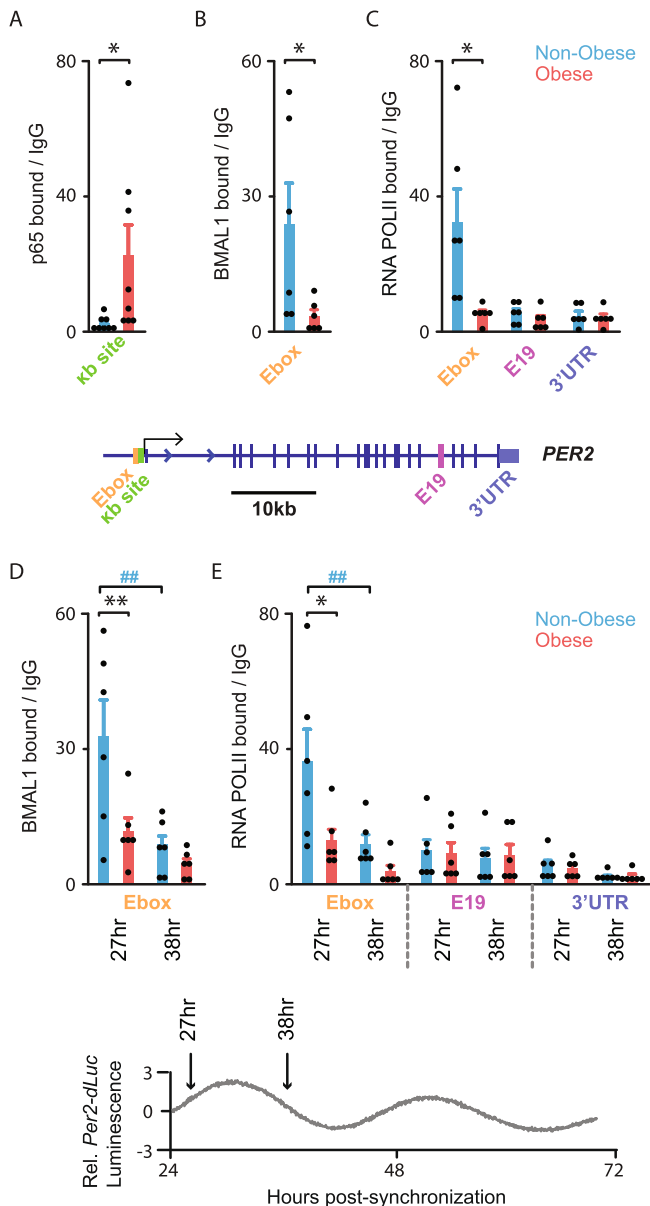 A
B
C
80
40
0
p65 bound / IgG
*
κb site
60
30
0
BMAL1 bound / IgG
*
Ebox
80
40
0
RNA POLII bound / IgG
*
Non-Obese
Obese
Ebox
E19
3'UTR
Ebox
κb site
10kb
E19
3'UTR
PER2
D
E
60
30
0
BMAL1 bound / IgG
##
**
Ebox
27hr
38hr
80
40
0
RNA POLII bound / IgG
##
*
Non-Obese
Obese
Ebox
E19
3'UTR
27hr
38hr
27hr
38hr
27hr
38hr
27hr
38hr
Rel. Per2-dLuc
Luminescence
3
0
-3
24
48
72
Hours post-synchronization